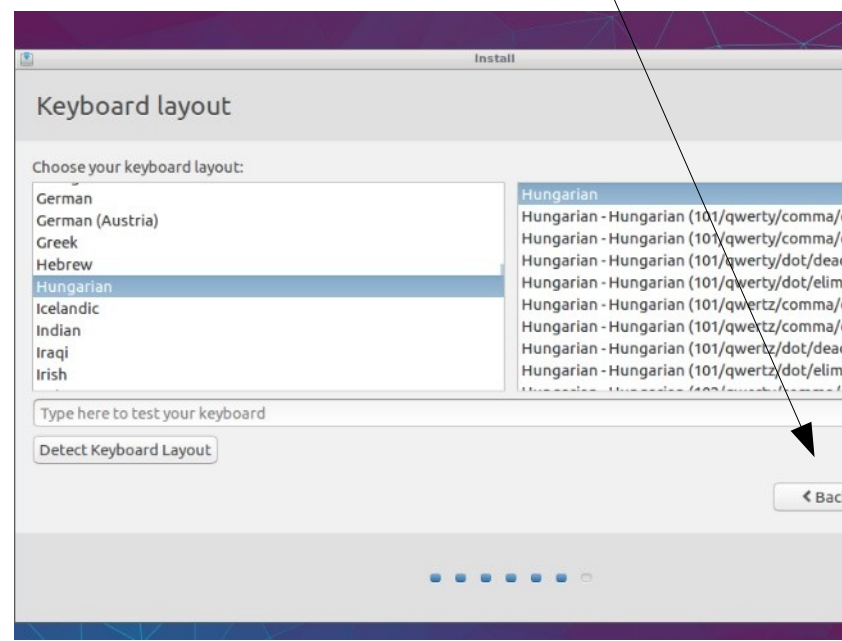 Install
Keyboard layout
Choose your keyboard layout:
German
German (Austria)
Greek
Hebrew
Hungarian
Icelandic
Indian
Iraqi
Irish
Hungarian
Hungarian - Hungarian (101/qwerty/comma/
Hungarian - Hungarian (101/qwerty/comma/
Hungarian - Hungarian (101/qwerty/dot/dead
Hungarian - Hungarian (101/qwerty/dot/elim
Hungarian - Hungarian (101/qwertz/comma/
Hungarian - Hungarian (101/qwertz/comma/
Hungarian - Hungarian (101/qwertz/dot/dead
Hungarian - Hungarian (101/qwertz/dot/elim
Type here to test your keyboard
Detect Keyboard Layout
Bac